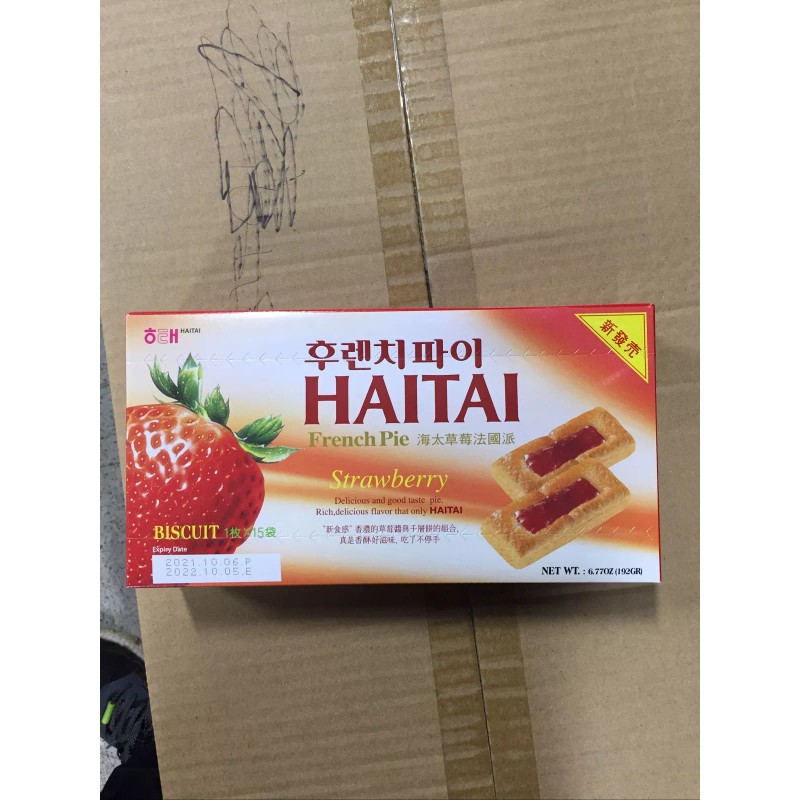 해태 HAITAI
新發売
후렌치파이
HAITAI
French Pie 海太草莓法國派
Strawberry
Delicious and good taste pie.
Rich,delicious flavor that only HAITAI
"新食感" 香濃的草莓醬與千層餅的組合,
真是香酥好滋味, 吃了不停手
BISCUIT 1枚×15袋
Expiry Date
2021.10.06.P
2022.10.05.E
NET WT. : 6.77OZ (192GR)